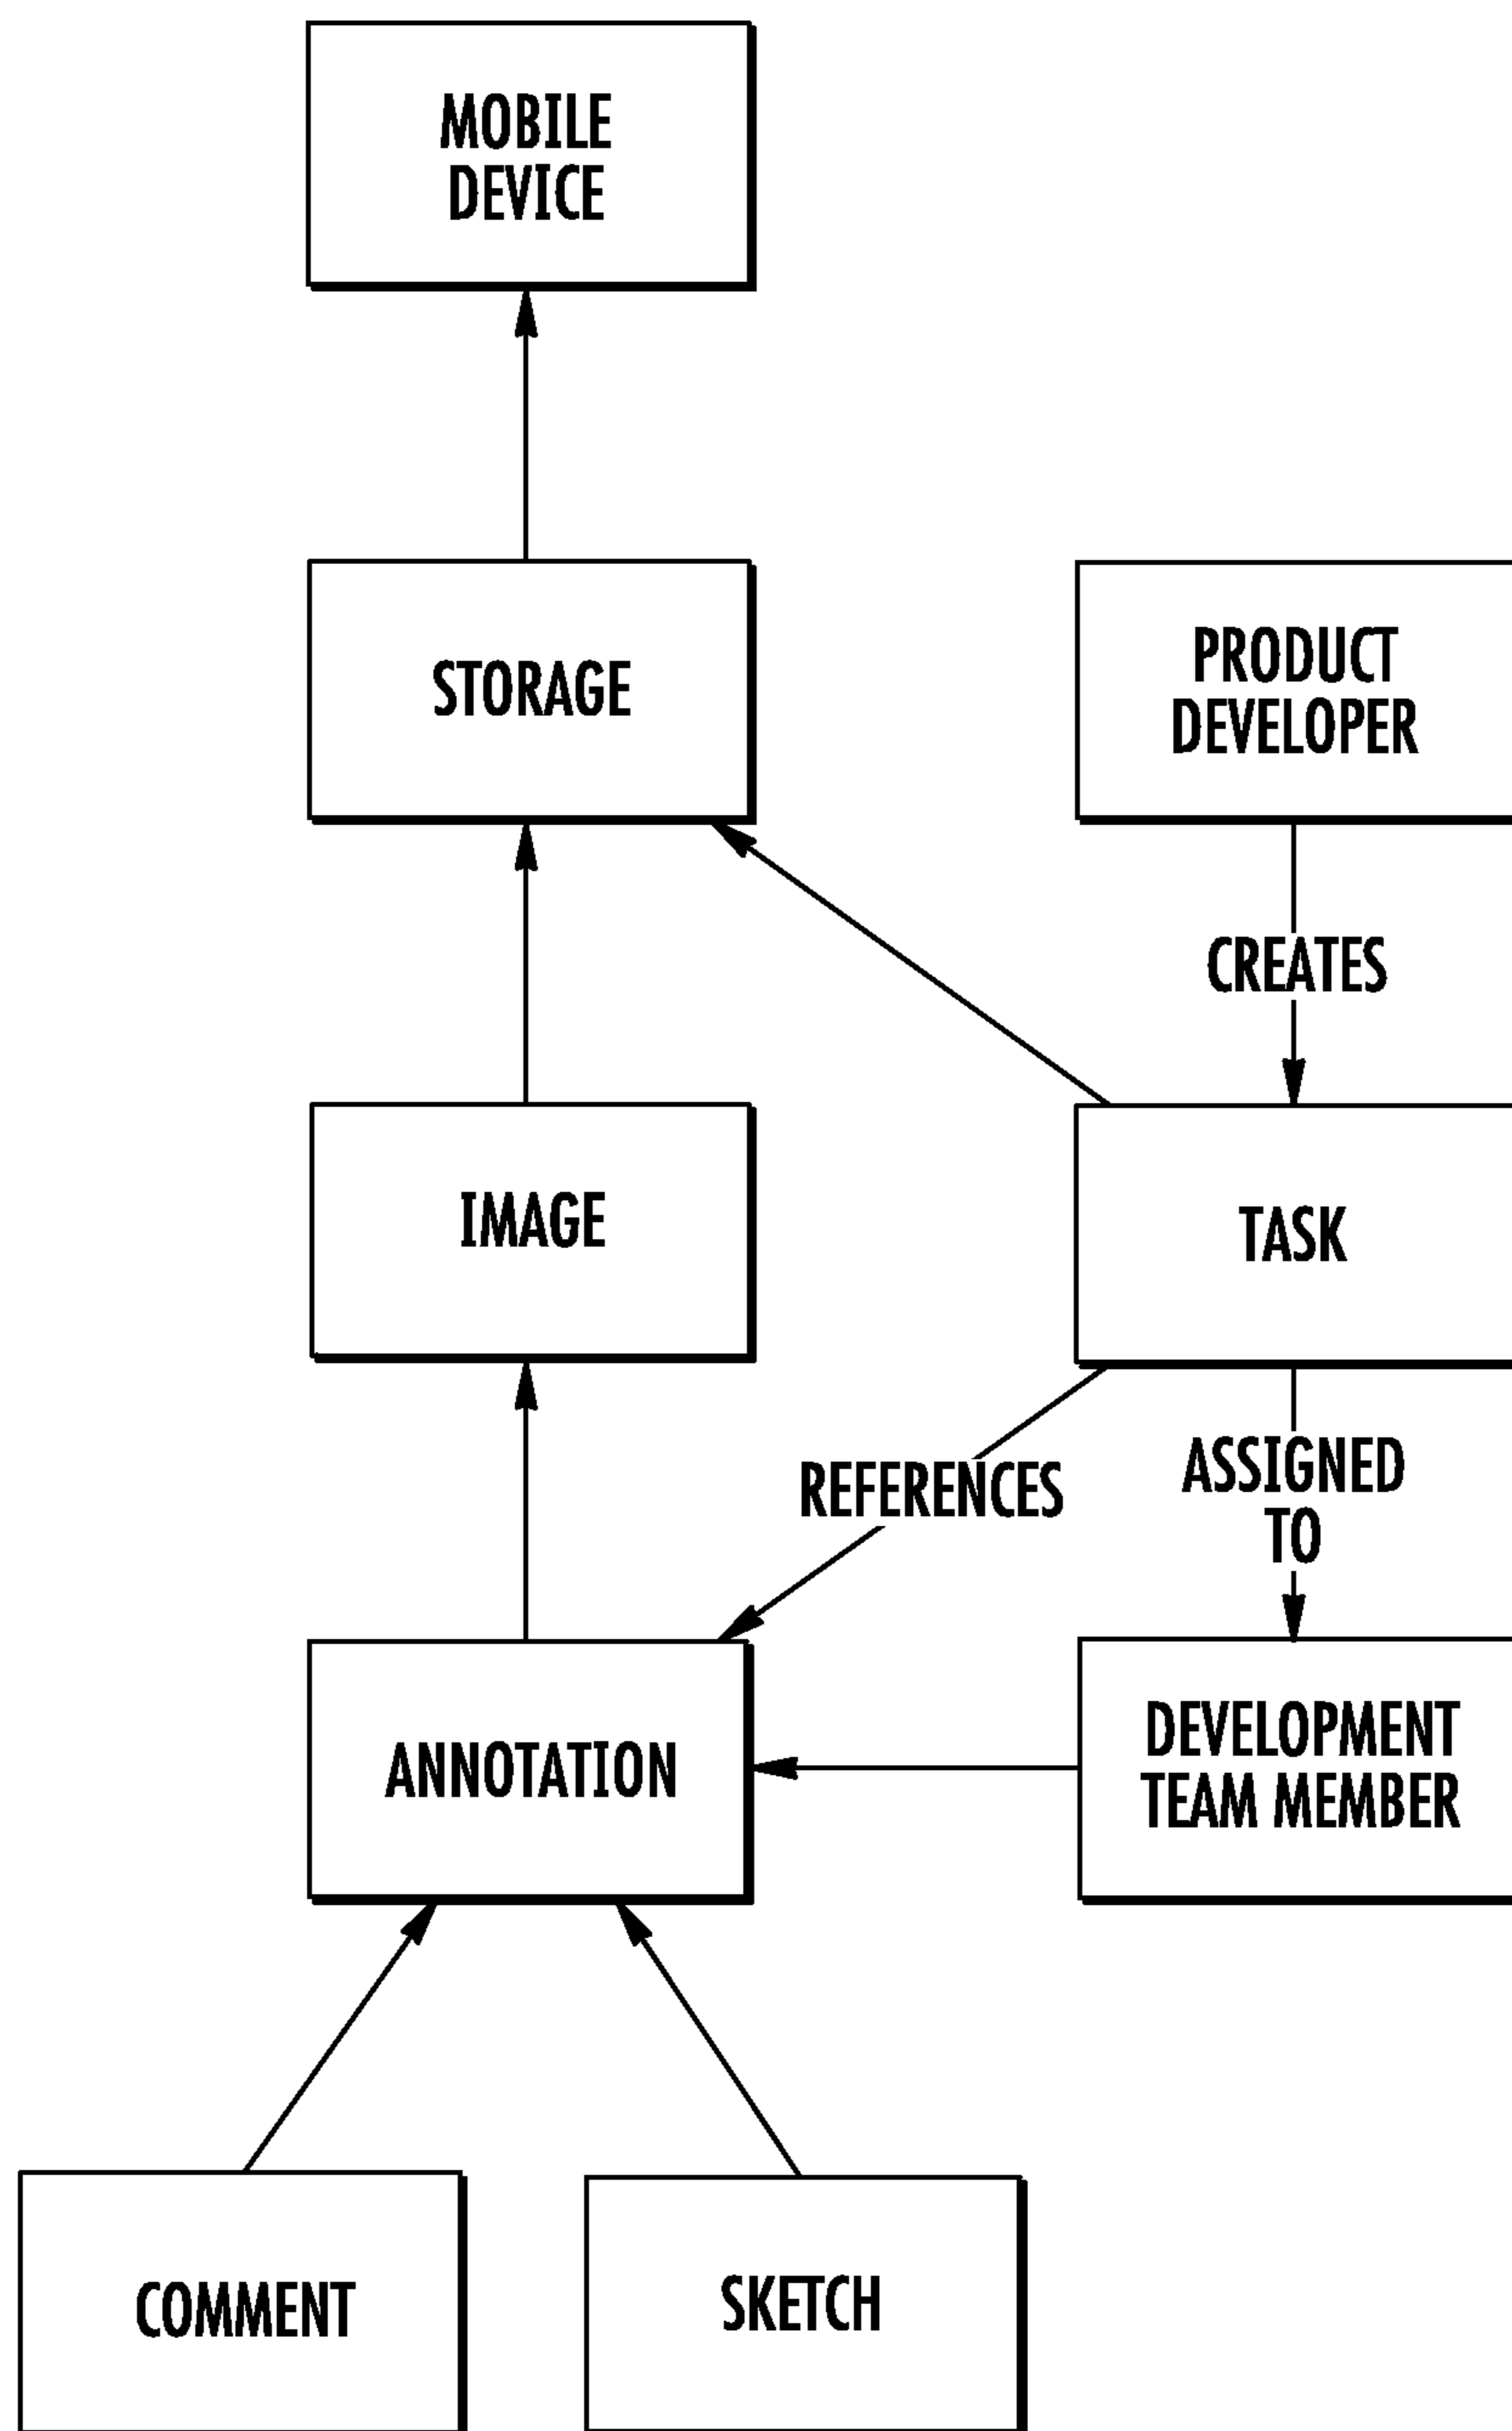 MOBILE
DEVICE
STORAGE
PRODUCT
DEVELOPER
CREATES
IMAGE
TASK
REFERENCES
ASSIGNED
TO
ANNOTATION
DEVELOPMENT
TEAM MEMBER
COMMENT
SKETCH